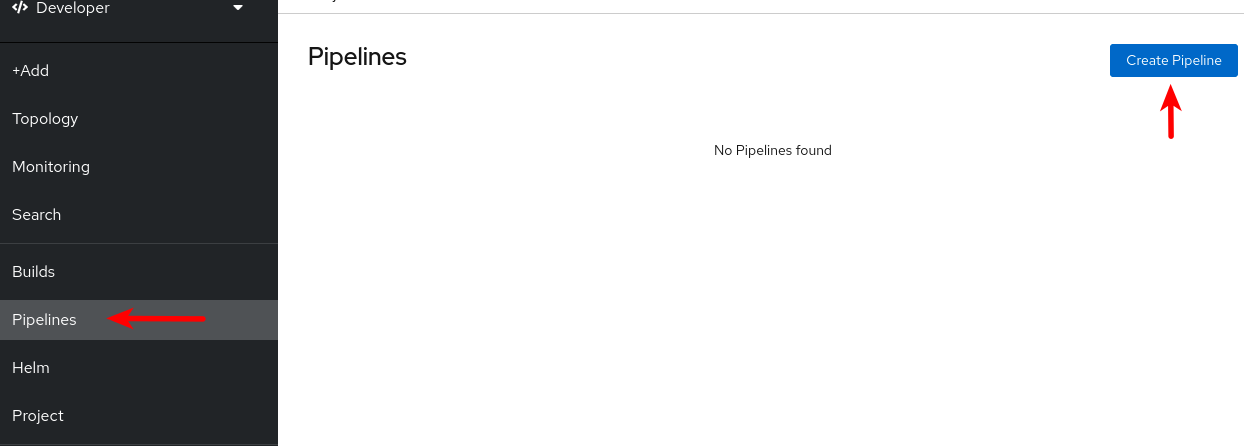 Developer
+Add
Topology
Monitoring
Search
Builds
Pipelines
Helm
Project
Pipelines
Create Pipeline
No Pipelines found